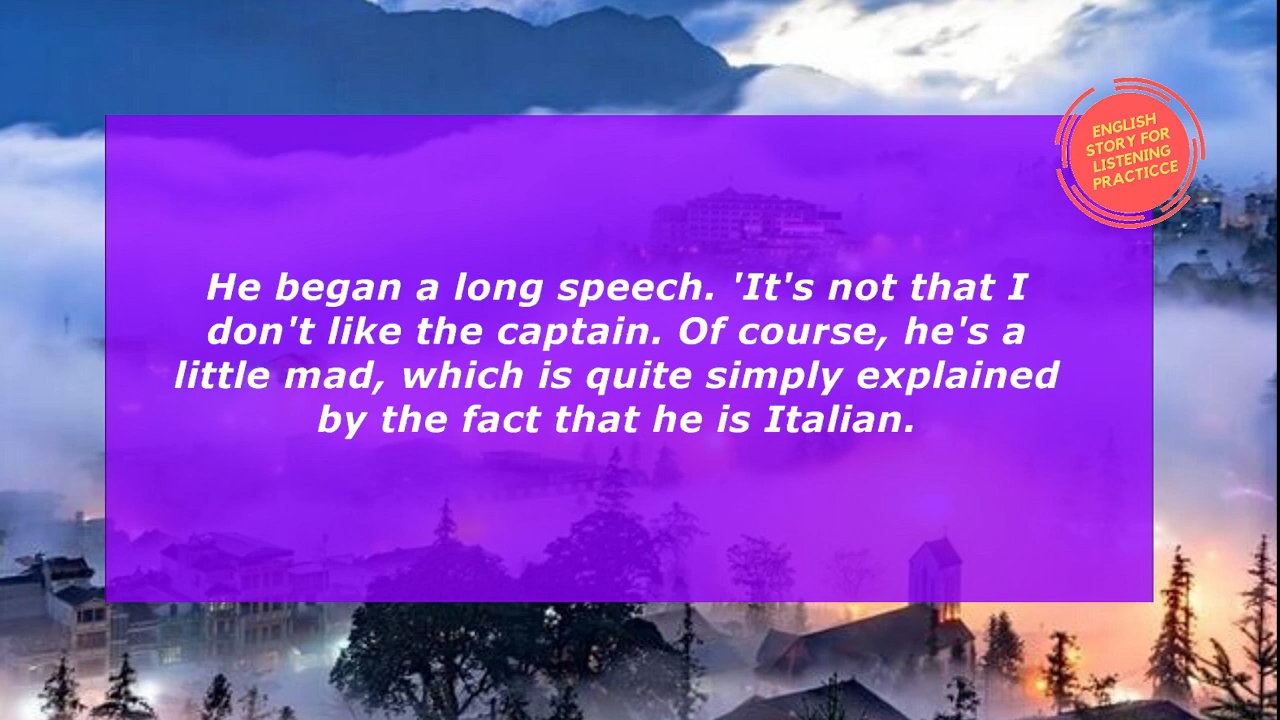 ENGLISH
STORY FOR
LISTENING
PRACTICCE
He began a long speech. 'It's not that I
don't like the captain. Of course, he's a
little mad, which is quite simply explained
by the fact that he is Italian.